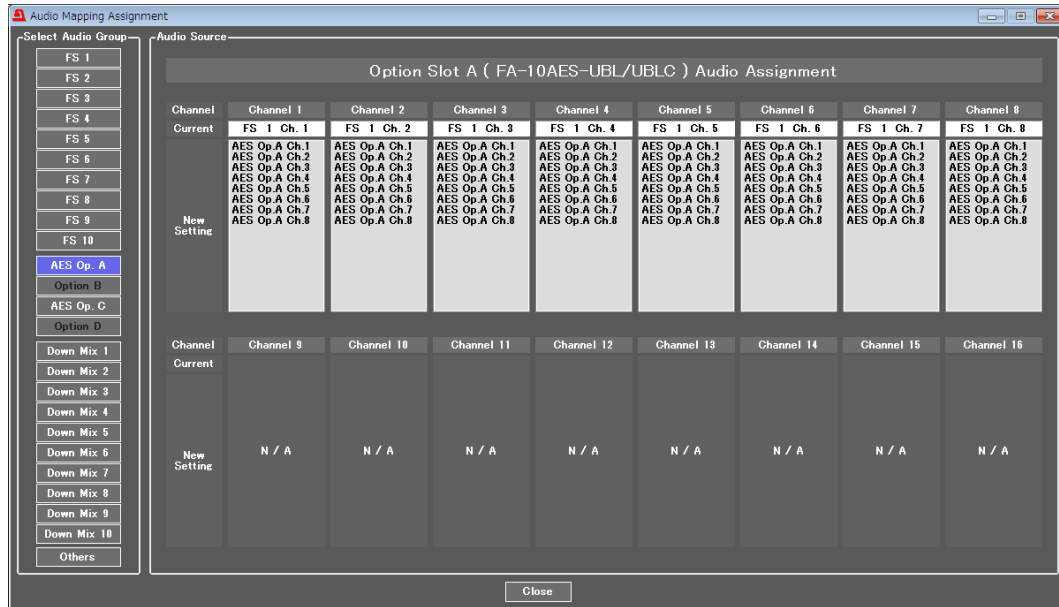 Audio Mapping Assignment
Select Audio Group
FS 1
FS 2
FS 3
FS 4
FS 5
FS 6
FS 7
FS 8
FS 9
FS 10
AES Op. A
Option B
AES Op. C
Option D
Down Mix 1
Down Mix 2
Down Mix 3
Down Mix 4
Down Mix 5
Down Mix 6
Down Mix 7
Down Mix 8
Down Mix 9
Down Mix 10
Others
Audio Source
Option Slot A ( FA-10AES-UBL/UBLC ) Audio Assignment
Channel Channel 1 Channel 2 Channel 3 Channel 4 Channel 5 Channel 6 Channel 7 Channel 8
Current FS 1 Ch. 1 FS 1 Ch. 2 FS 1 Ch. 3 FS 1 Ch. 4 FS 1 Ch. 5 FS 1 Ch. 6 FS 1 Ch. 7 FS 1 Ch. 8
AES Op.A Ch.1 AES Op.A Ch.1 AES Op.A Ch.1 AES Op.A Ch.1 AES Op.A Ch.1 AES Op.A Ch.1 AES Op.A Ch.1 AES Op.A Ch.1
AES Op.A Ch.2 AES Op.A Ch.2 AES Op.A Ch.2 AES Op.A Ch.2 AES Op.A Ch.2 AES Op.A Ch.2 AES Op.A Ch.2 AES Op.A Ch.2
AES Op.A Ch.3 AES Op.A Ch.3 AES Op.A Ch.3 AES Op.A Ch.3 AES Op.A Ch.3 AES Op.A Ch.3 AES Op.A Ch.3 AES Op.A Ch.3
AES Op.A Ch.4 AES Op.A Ch.4 AES Op.A Ch.4 AES Op.A Ch.4 AES Op.A Ch.4 AES Op.A Ch.4 AES Op.A Ch.4 AES Op.A Ch.4
AES Op.A Ch.5 AES Op.A Ch.5 AES Op.A Ch.5 AES Op.A Ch.5 AES Op.A Ch.5 AES Op.A Ch.5 AES Op.A Ch.5 AES Op.A Ch.5
AES Op.A Ch.6 AES Op.A Ch.6 AES Op.A Ch.6 AES Op.A Ch.6 AES Op.A Ch.6 AES Op.A Ch.6 AES Op.A Ch.6 AES Op.A Ch.6
AES Op.A Ch.7 AES Op.A Ch.7 AES Op.A Ch.7 AES Op.A Ch.7 AES Op.A Ch.7 AES Op.A Ch.7 AES Op.A Ch.7 AES Op.A Ch.7
AES Op.A Ch.8 AES Op.A Ch.8 AES Op.A Ch.8 AES Op.A Ch.8 AES Op.A Ch.8 AES Op.A Ch.8 AES Op.A Ch.8 AES Op.A Ch.8
New
Setting
Channel Channel 9 Channel 10 Channel 11 Channel 12 Channel 13 Channel 14 Channel 15 Channel 16
Current
New
Setting
N / A N / A N / A N / A N / A N / A N / A N / A
Close